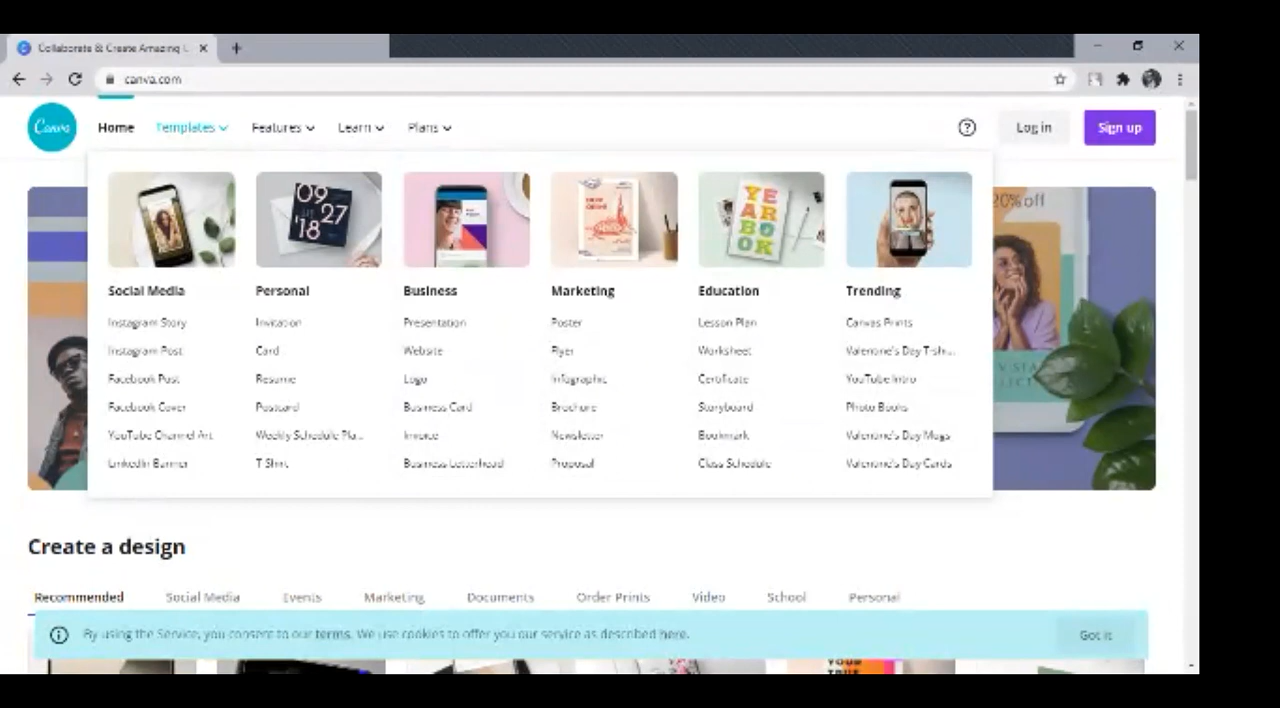 Collaborate & Create Amazing
canva.com
Canva
Home
Templates
Features
Learn
Plans
Log in
Sign up
09
27
'18
YEARBOOK
20% off
Social Media
Personal
Business
Marketing
Education
Trending
Instagram Story
Invitation
Presentation
Poster
Lesson Plan
Canvas Prints
Instagram Post
Card
Website
Flyer
Worksheet
Valentine's Day T-shi...
Facebook Post
Resume
Logo
Infographic
Certificate
YouTube Intro
Facebook Cover
Postcard
Business Card
Brochure
Storyboard
Photo Books
YouTube Channel Art
Weekly Schedule Pla...
Invoice
Newsletter
Bookmark
Valentine's Day Mugs
LinkedIn Banner
T-Shirt
Business Letterhead
Proposal
Class Schedule
Valentine's Day Cards
Create a design
Recommended
Social Media
Events
Marketing
Documents
Order Prints
Video
School
Personal
By using the Service, you consent to our terms. We use cookies to offer you our service as described here.
Got it
YOUR
TRUE